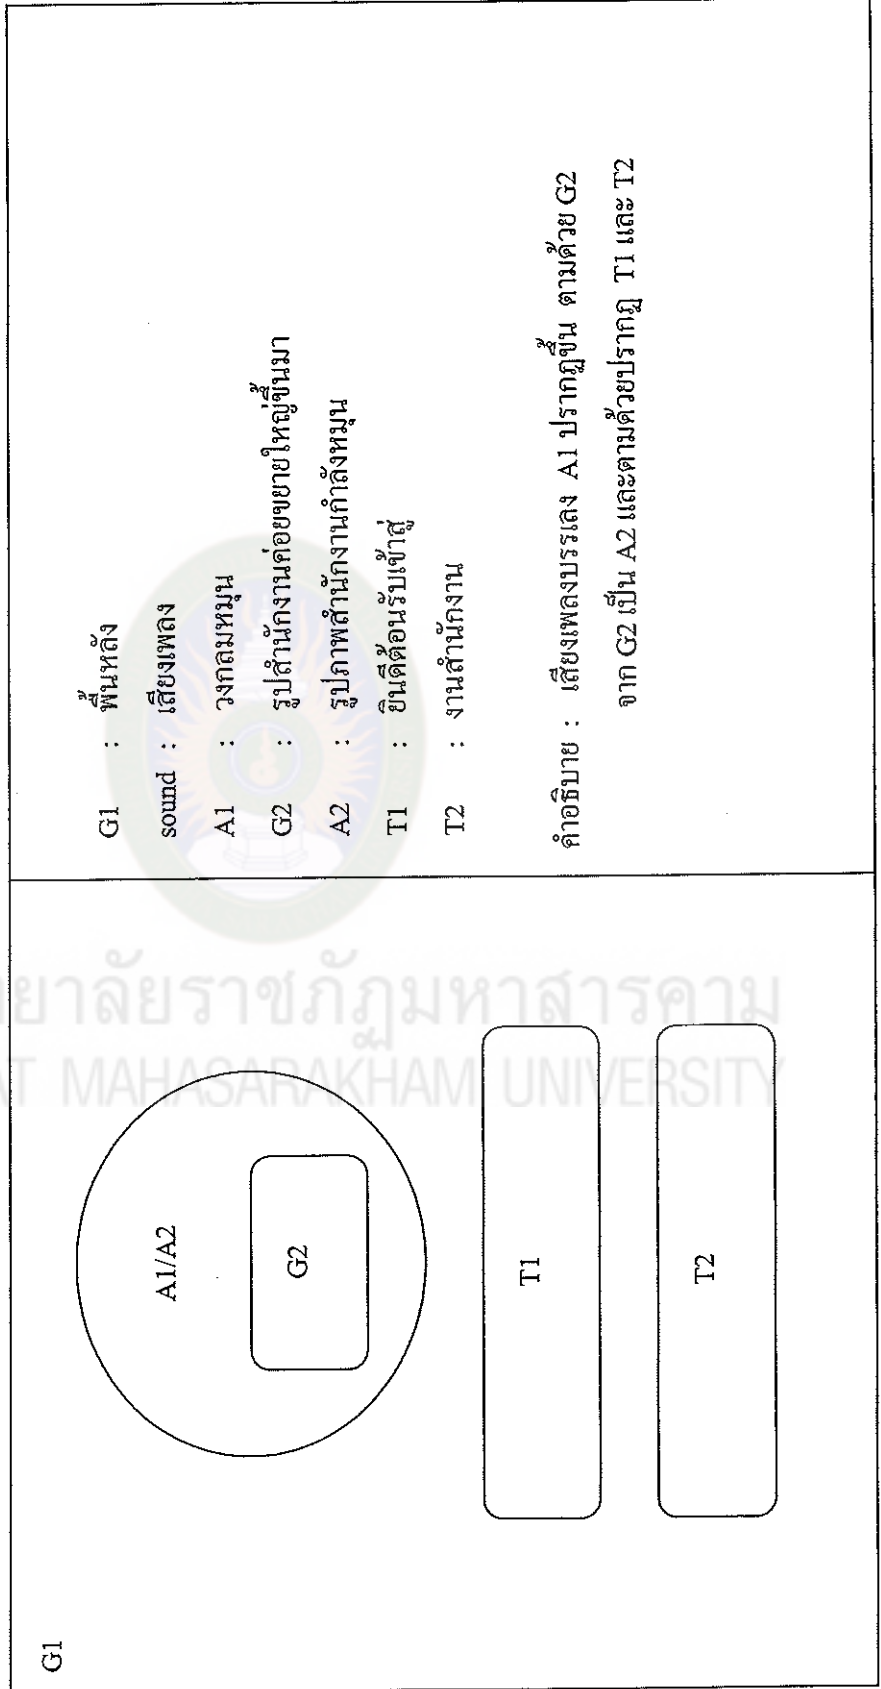 G1
A1/A2
G2
T1
T2
G1 : พื้นหลัง
sound : เสียงเพลง
A1 : วงกลมหมุน
G2 : รูปสำนักงานค่อยขยายใหญ่ขึ้นมา
A2 : รูปภาพสำนักงานกำลังหมุน
T1 : ยินดีต้อนรับเข้าสู่
T2 : งานสำนักงาน
คำอธิบาย : เสียงเพลงบรรเลง A1 ปรากฏขึ้น ตามด้วย G2
จาก G2 เป็น A2 และตามด้วยปรากฏ T1 และ T2
ยาลัยราชภัฏมหาสารคาม
MAHASARAKHAM UNIVERSITY